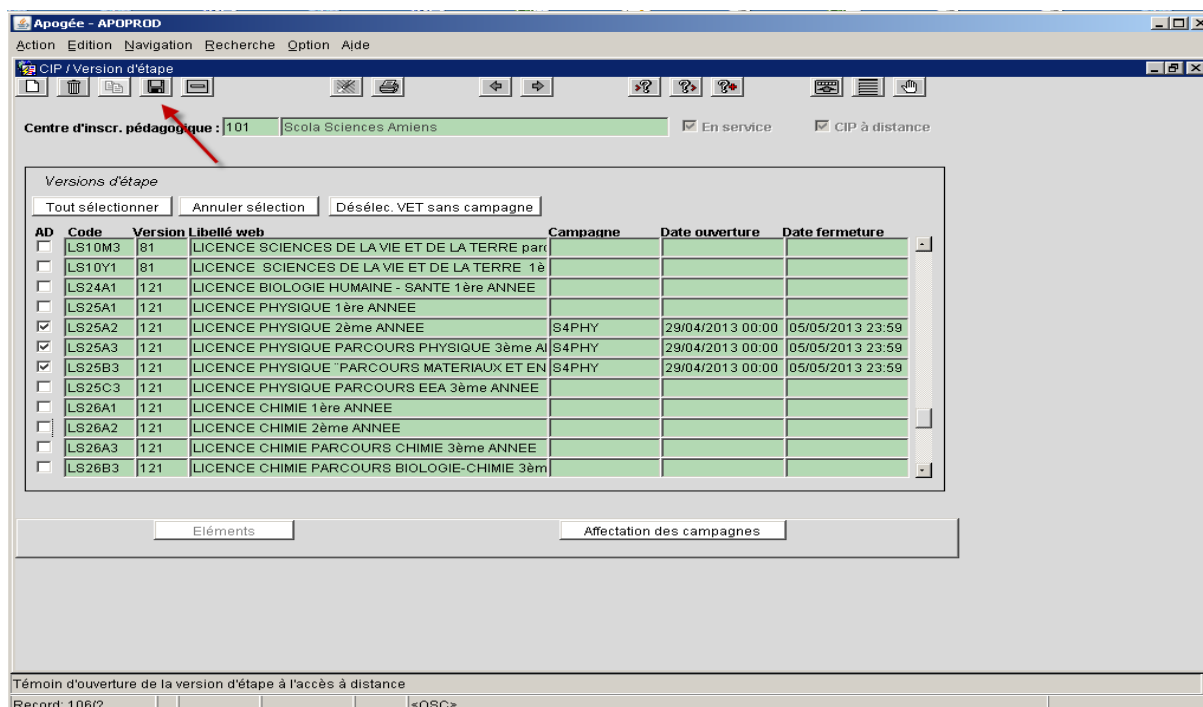 Apogée - APOPROD
Action Edition Navigation Recherche Option Aide
CIP / Version d'étape
Centre d'inscr. pédagogique : 101 Scola Sciences Amiens En service CIP à distance
Versions d'étape
Tout sélectionner Annuler sélection Désélec. VET sans campagne
AD Code Version Libellé web Campagne Date ouverture Date fermeture
LS10M3 81 LICENCE SCIENCES DE LA VIE ET DE LA TERRE parc
LS10Y1 81 LICENCE SCIENCES DE LA VIE ET DE LA TERRE 1è
LS24A1 121 LICENCE BIOLOGIE HUMAINE - SANTE 1ère ANNEE
LS25A1 121 LICENCE PHYSIQUE 1ère ANNEE
LS25A2 121 LICENCE PHYSIQUE 2ème ANNEE S4PHY 29/04/2013 00:00 05/05/2013 23:59
LS25A3 121 LICENCE PHYSIQUE PARCOURS PHYSIQUE 3ème AN S4PHY 29/04/2013 00:00 05/05/2013 23:59
LS25B3 121 LICENCE PHYSIQUE ¨PARCOURS MATERIAUX ET EN S4PHY 29/04/2013 00:00 05/05/2013 23:59
LS25C3 121 LICENCE PHYSIQUE PARCOURS EEA 3ème ANNEE
LS26A1 121 LICENCE CHIMIE 1ère ANNEE
LS26A2 121 LICENCE CHIMIE 2ème ANNEE
LS26A3 121 LICENCE CHIMIE PARCOURS CHIMIE 3ème ANNEE
LS26B3 121 LICENCE CHIMIE PARCOURS BIOLOGIE-CHIMIE 3èm
Eléments Affectation des campagnes
Témoin d'ouverture de la version d'étape à l'accès à distance
Record: 106/? <OSC>